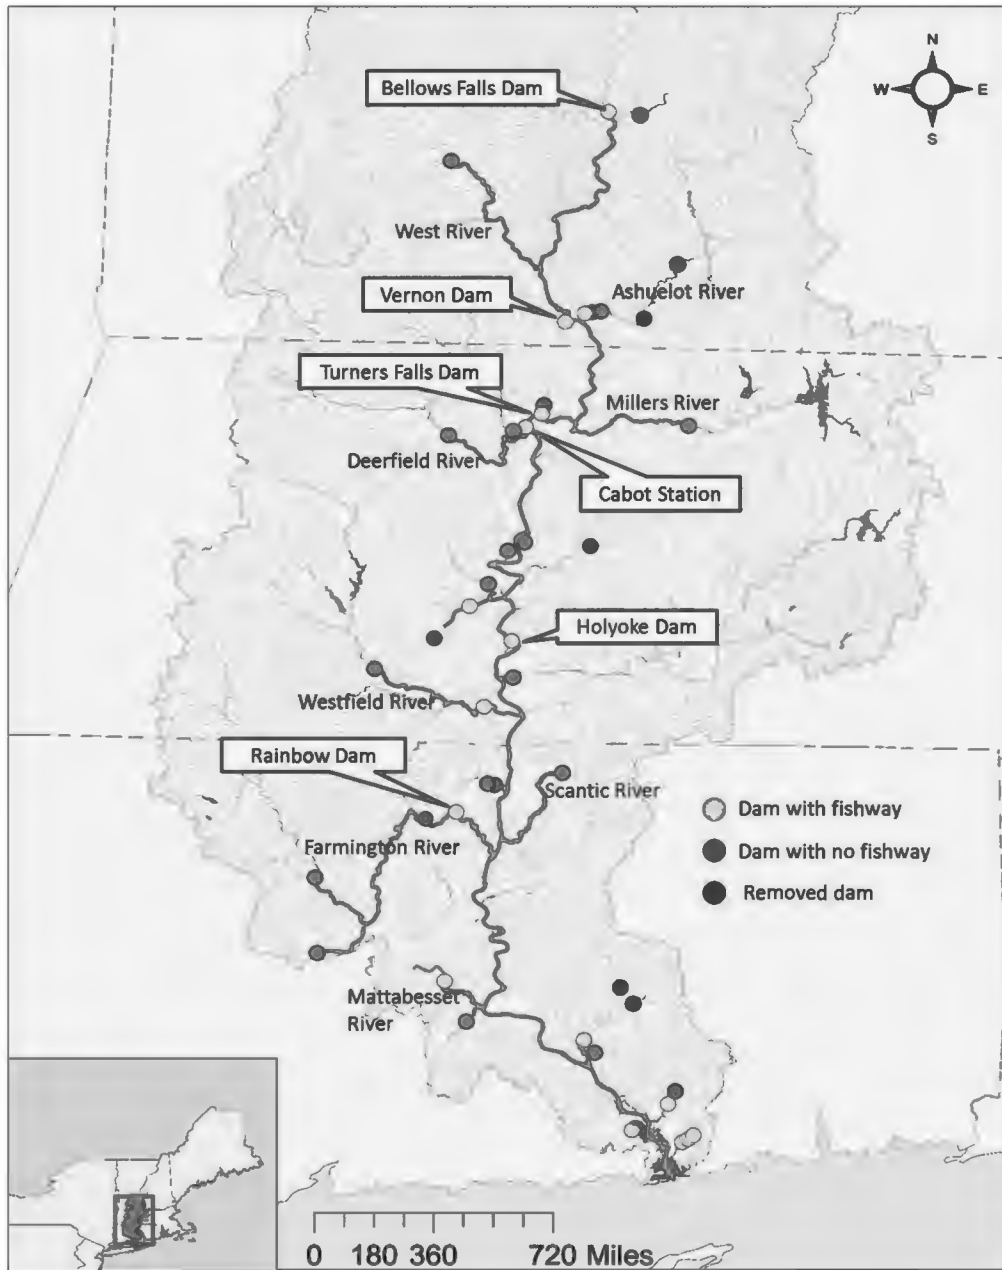 N
W
E
S
Bellows Falls Dam
West River
Ashuelot River
Vernon Dam
Turners Falls Dam
Millers River
Deerfield River
Cabot Station
Holyoke Dam
Westfield River
Rainbow Dam
Scantic River
Dam with fishway
Dam with no fishway
Removed dam
Farmington River
Mattabesset
River
0 180 360 720 Miles